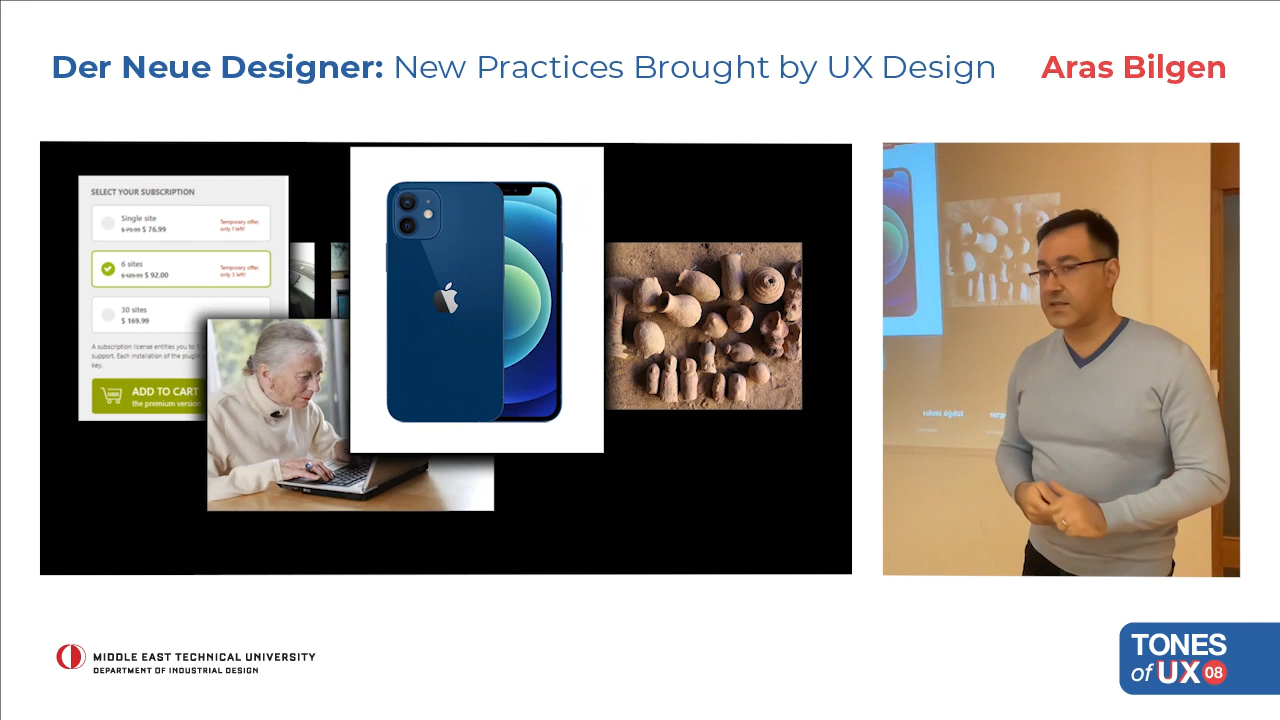 Der Neue Designer: New Practices Brought by UX Design
Aras Bilgen
SELECT YOUR SUBSCRIPTION
Single site
$ 79.99 $ 76.99
Temporary offer,
only 1 left!
6 sites
$ 92.00
Temporary offer,
only 3 left!
30 sites
$ 169.99
A subscription license entitles you to 1
support. Each installation of the plugin
key.
ADD TO CART
the premium version
MIDDLE EAST TECHNICAL UNIVERSITY
DEPARTMENT OF INDUSTRIAL DESIGN
TONES
of UX 08